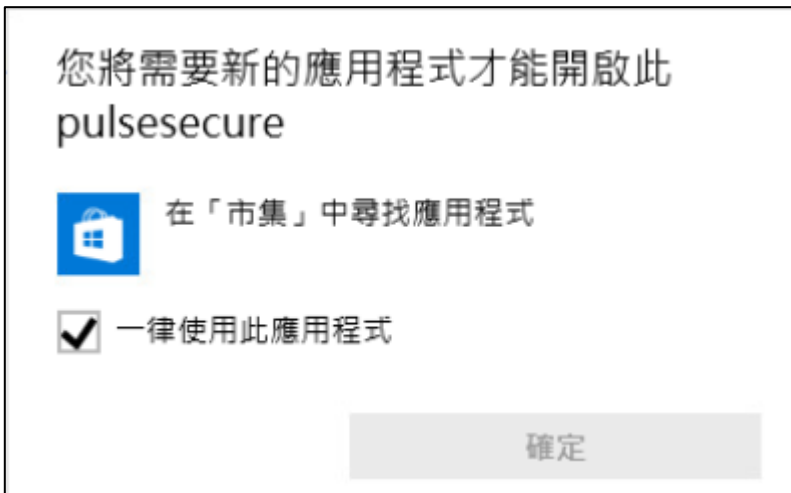 您將需要新的應用程式才能開啟此
pulsesecure
在「市集」中尋找應用程式
一律使用此應用程式
確定